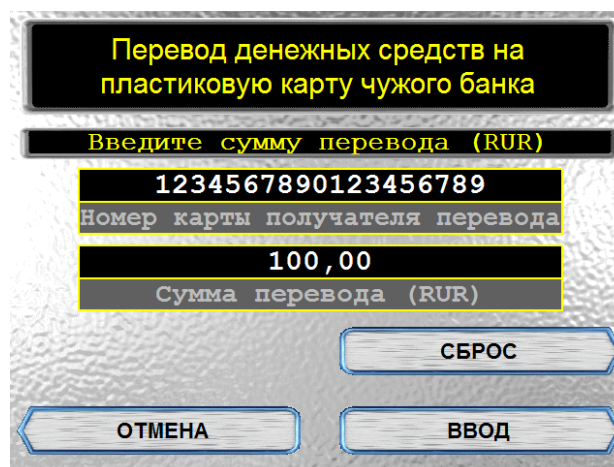 Перевод денежных средств на
пластиковую карту чужого банка
Введите сумму перевода (RUR)
1234567890123456789
Номер карты получателя перевода
100,00
Сумма перевода (RUR)
СБРОС
ОТМЕНА
ВВОД